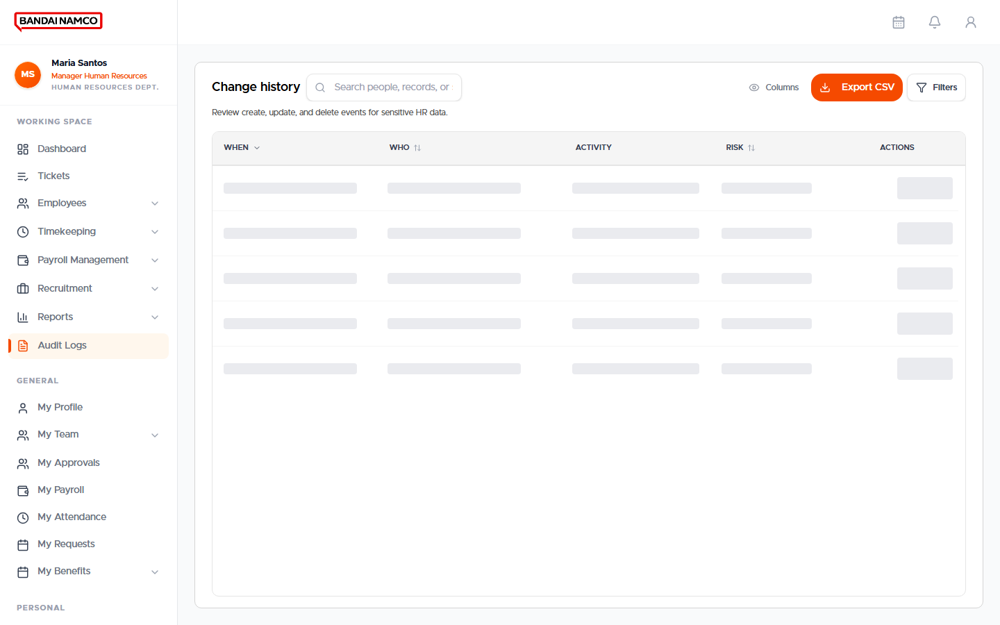 BANDAI NAMCO
MS
Maria Santos
Manager Human Resources
HUMAN RESOURCES DEPT.
WORKING SPACE
Dashboard
Tickets
Employees
Timekeeping
Payroll Management
Recruitment
Reports
Audit Logs
GENERAL
My Profile
My Team
My Approvals
My Payroll
My Attendance
My Requests
My Benefits
PERSONAL
Change history
Search people, records, or
Columns
Export CSV
Filters
Review create, update, and delete events for sensitive HR data.
WHEN WHO ACTIVITY RISK ACTIONS